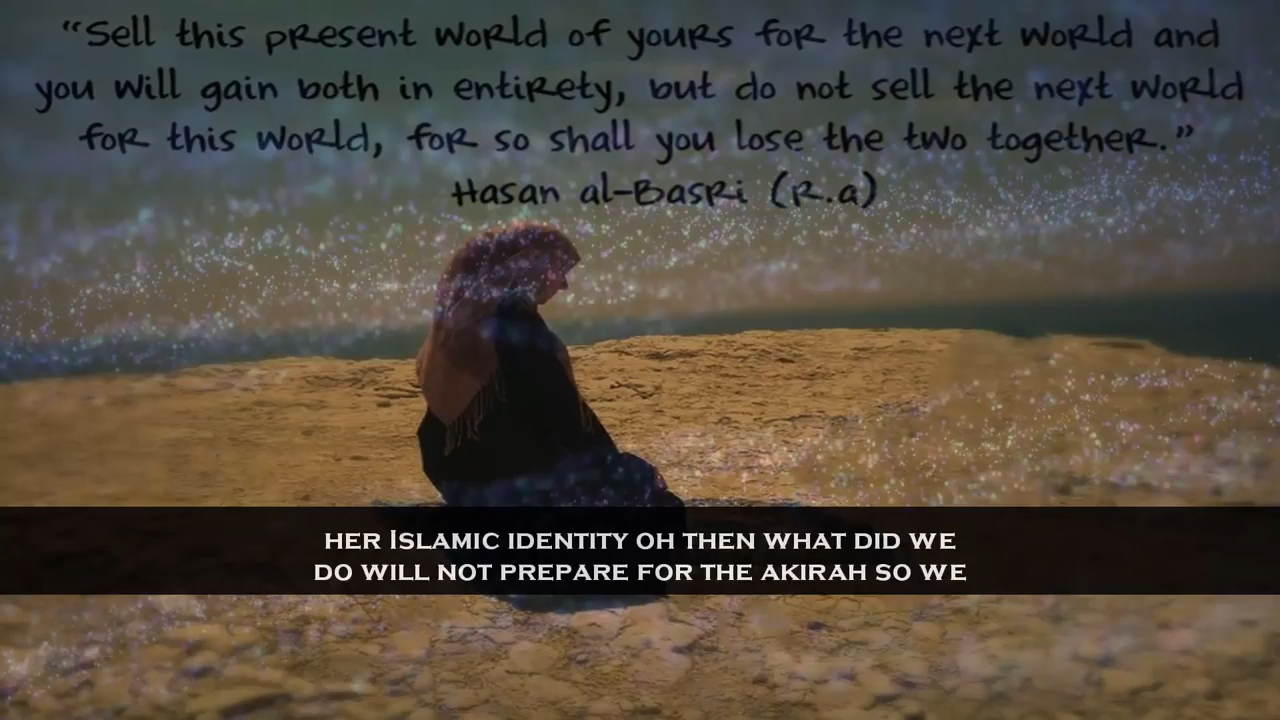 “Sell this present world of yours for the next world and
you will gain both in entirety, but do not sell the next world
for this world, for so shall you lose the two together.”
Hasan al-Basri (R.a)
HER ISLAMIC IDENTITY OH THEN WHAT DID WE
DO WILL NOT PREPARE FOR THE AKIRAH SO WE